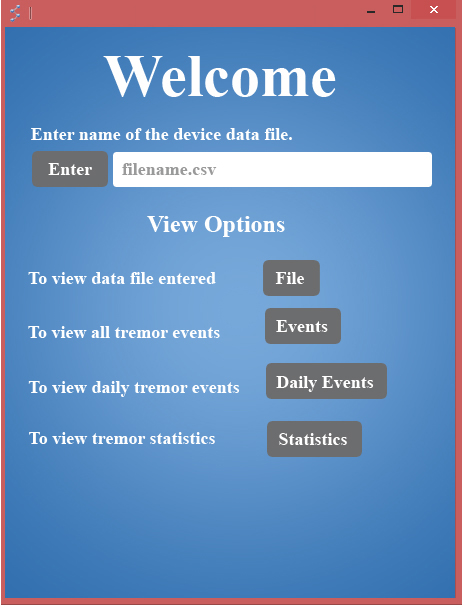 Welcome
Enter name of the device data file.
Enter filename.csv
View Options
To view data file entered File
To view all tremor events Events
To view daily tremor events Daily Events
To view tremor statistics Statistics